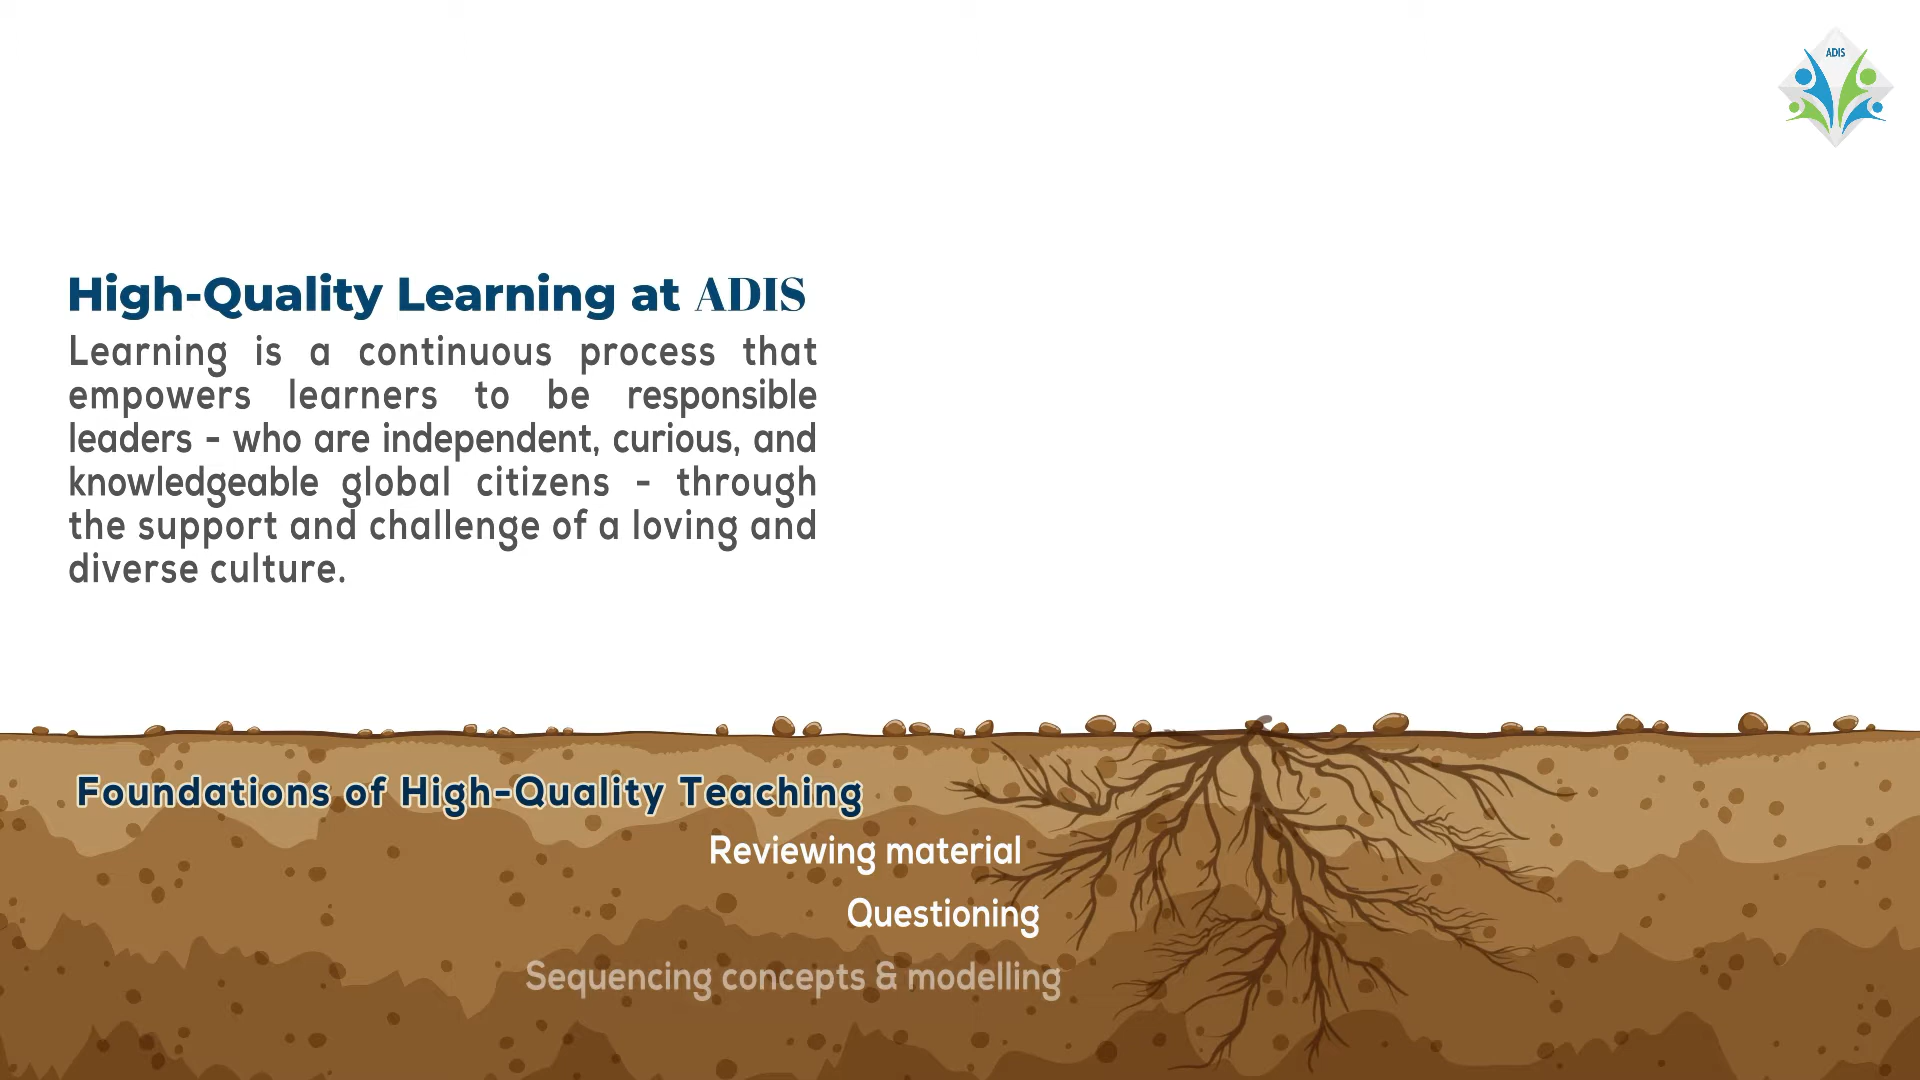 ADIS
High-Quality Learning at ADIS
Learning is a continuous process that
empowers learners to be responsible
leaders - who are independent, curious, and
knowledgeable global citizens - through
the support and challenge of a loving and
diverse culture.
Foundations of High-Quality Teaching
Reviewing material
Questioning
Sequencing concepts & modelling